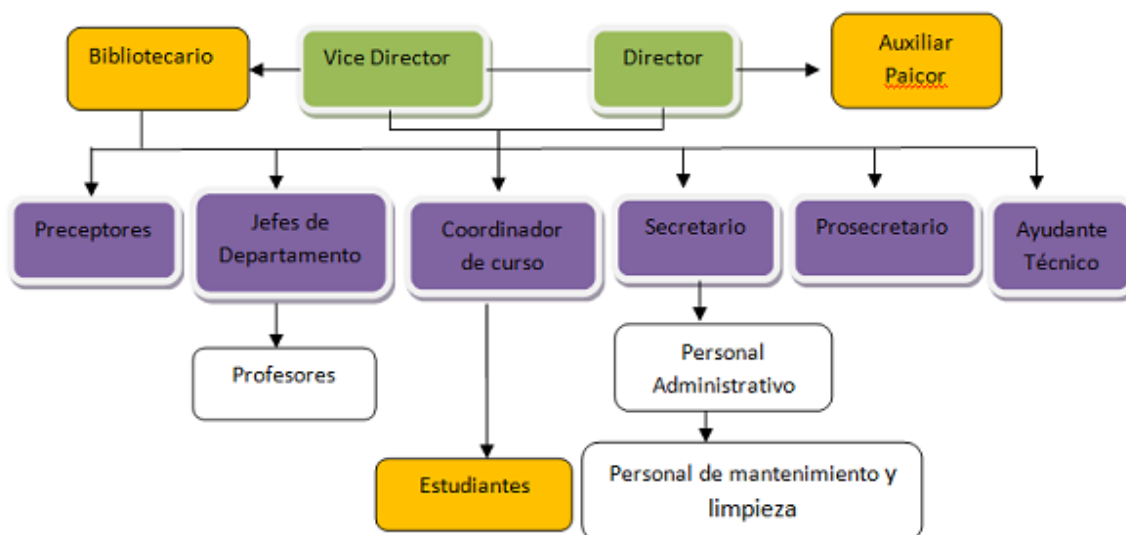 Bibliotecario
Vice Director
Director
Auxiliar
Paicor
Preceptores
Jefes de
Departamento
Coordinador
de curso
Secretario
Prosecretario
Ayudante
Técnico
Profesores
Personal
Administrativo
Estudiantes
Personal de mantenimiento y
limpieza